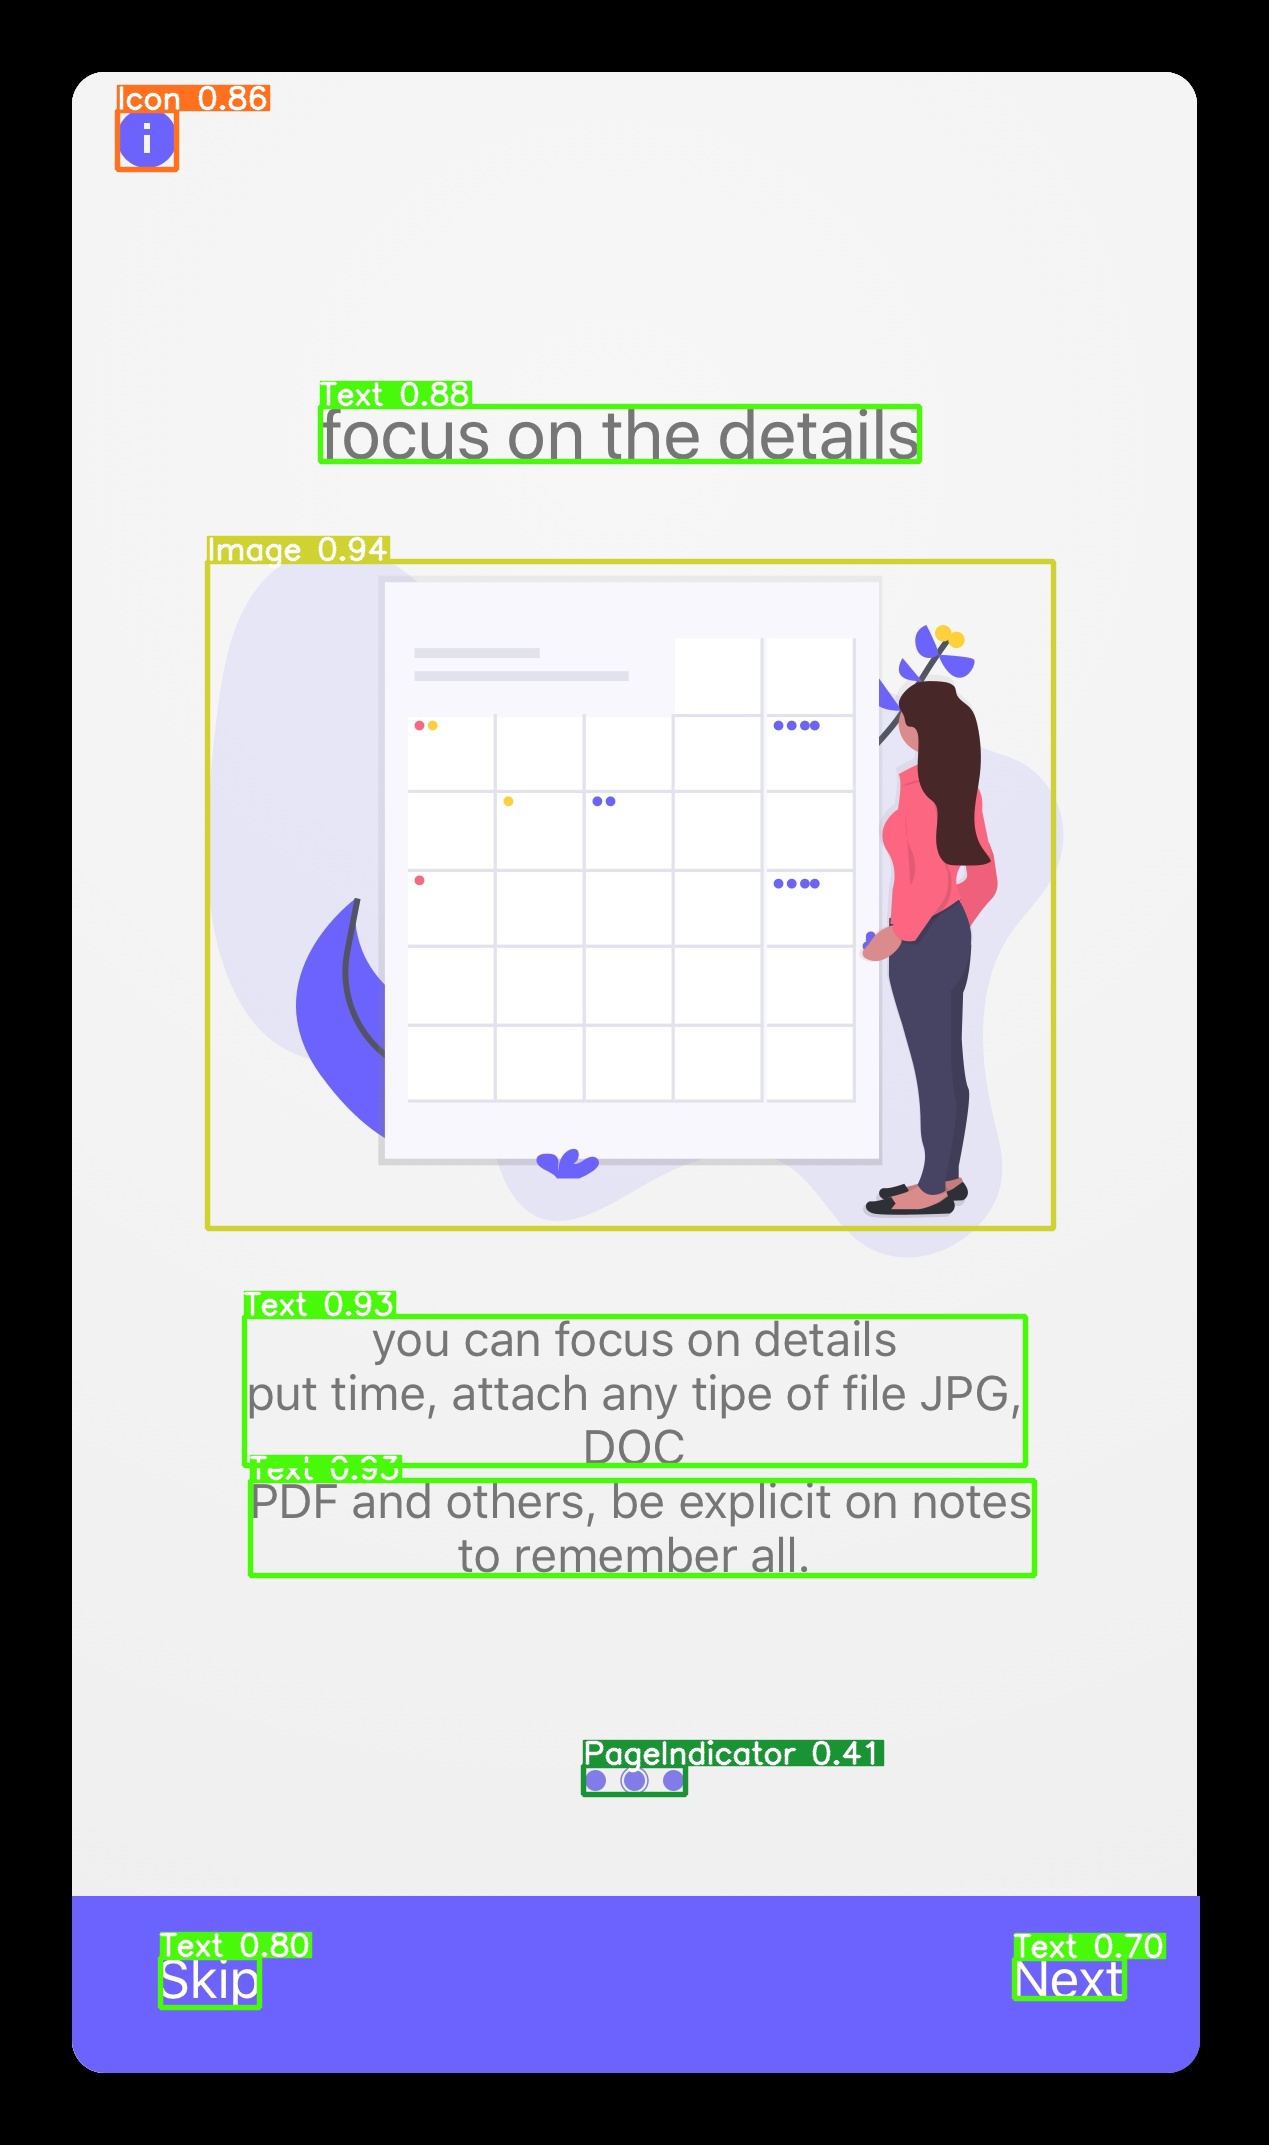 Icon 0.86
i
Text 0.88
focus on the details
Image 0.94
Text 0.93
you can focus on details
put time, attach any tipe of file JPG,
DOC
Text 0.93
PDF and others, be explicit on notes
to remember all.
PageIndicator 0.41
Text 0.80
Skip
Text 0.70
Next